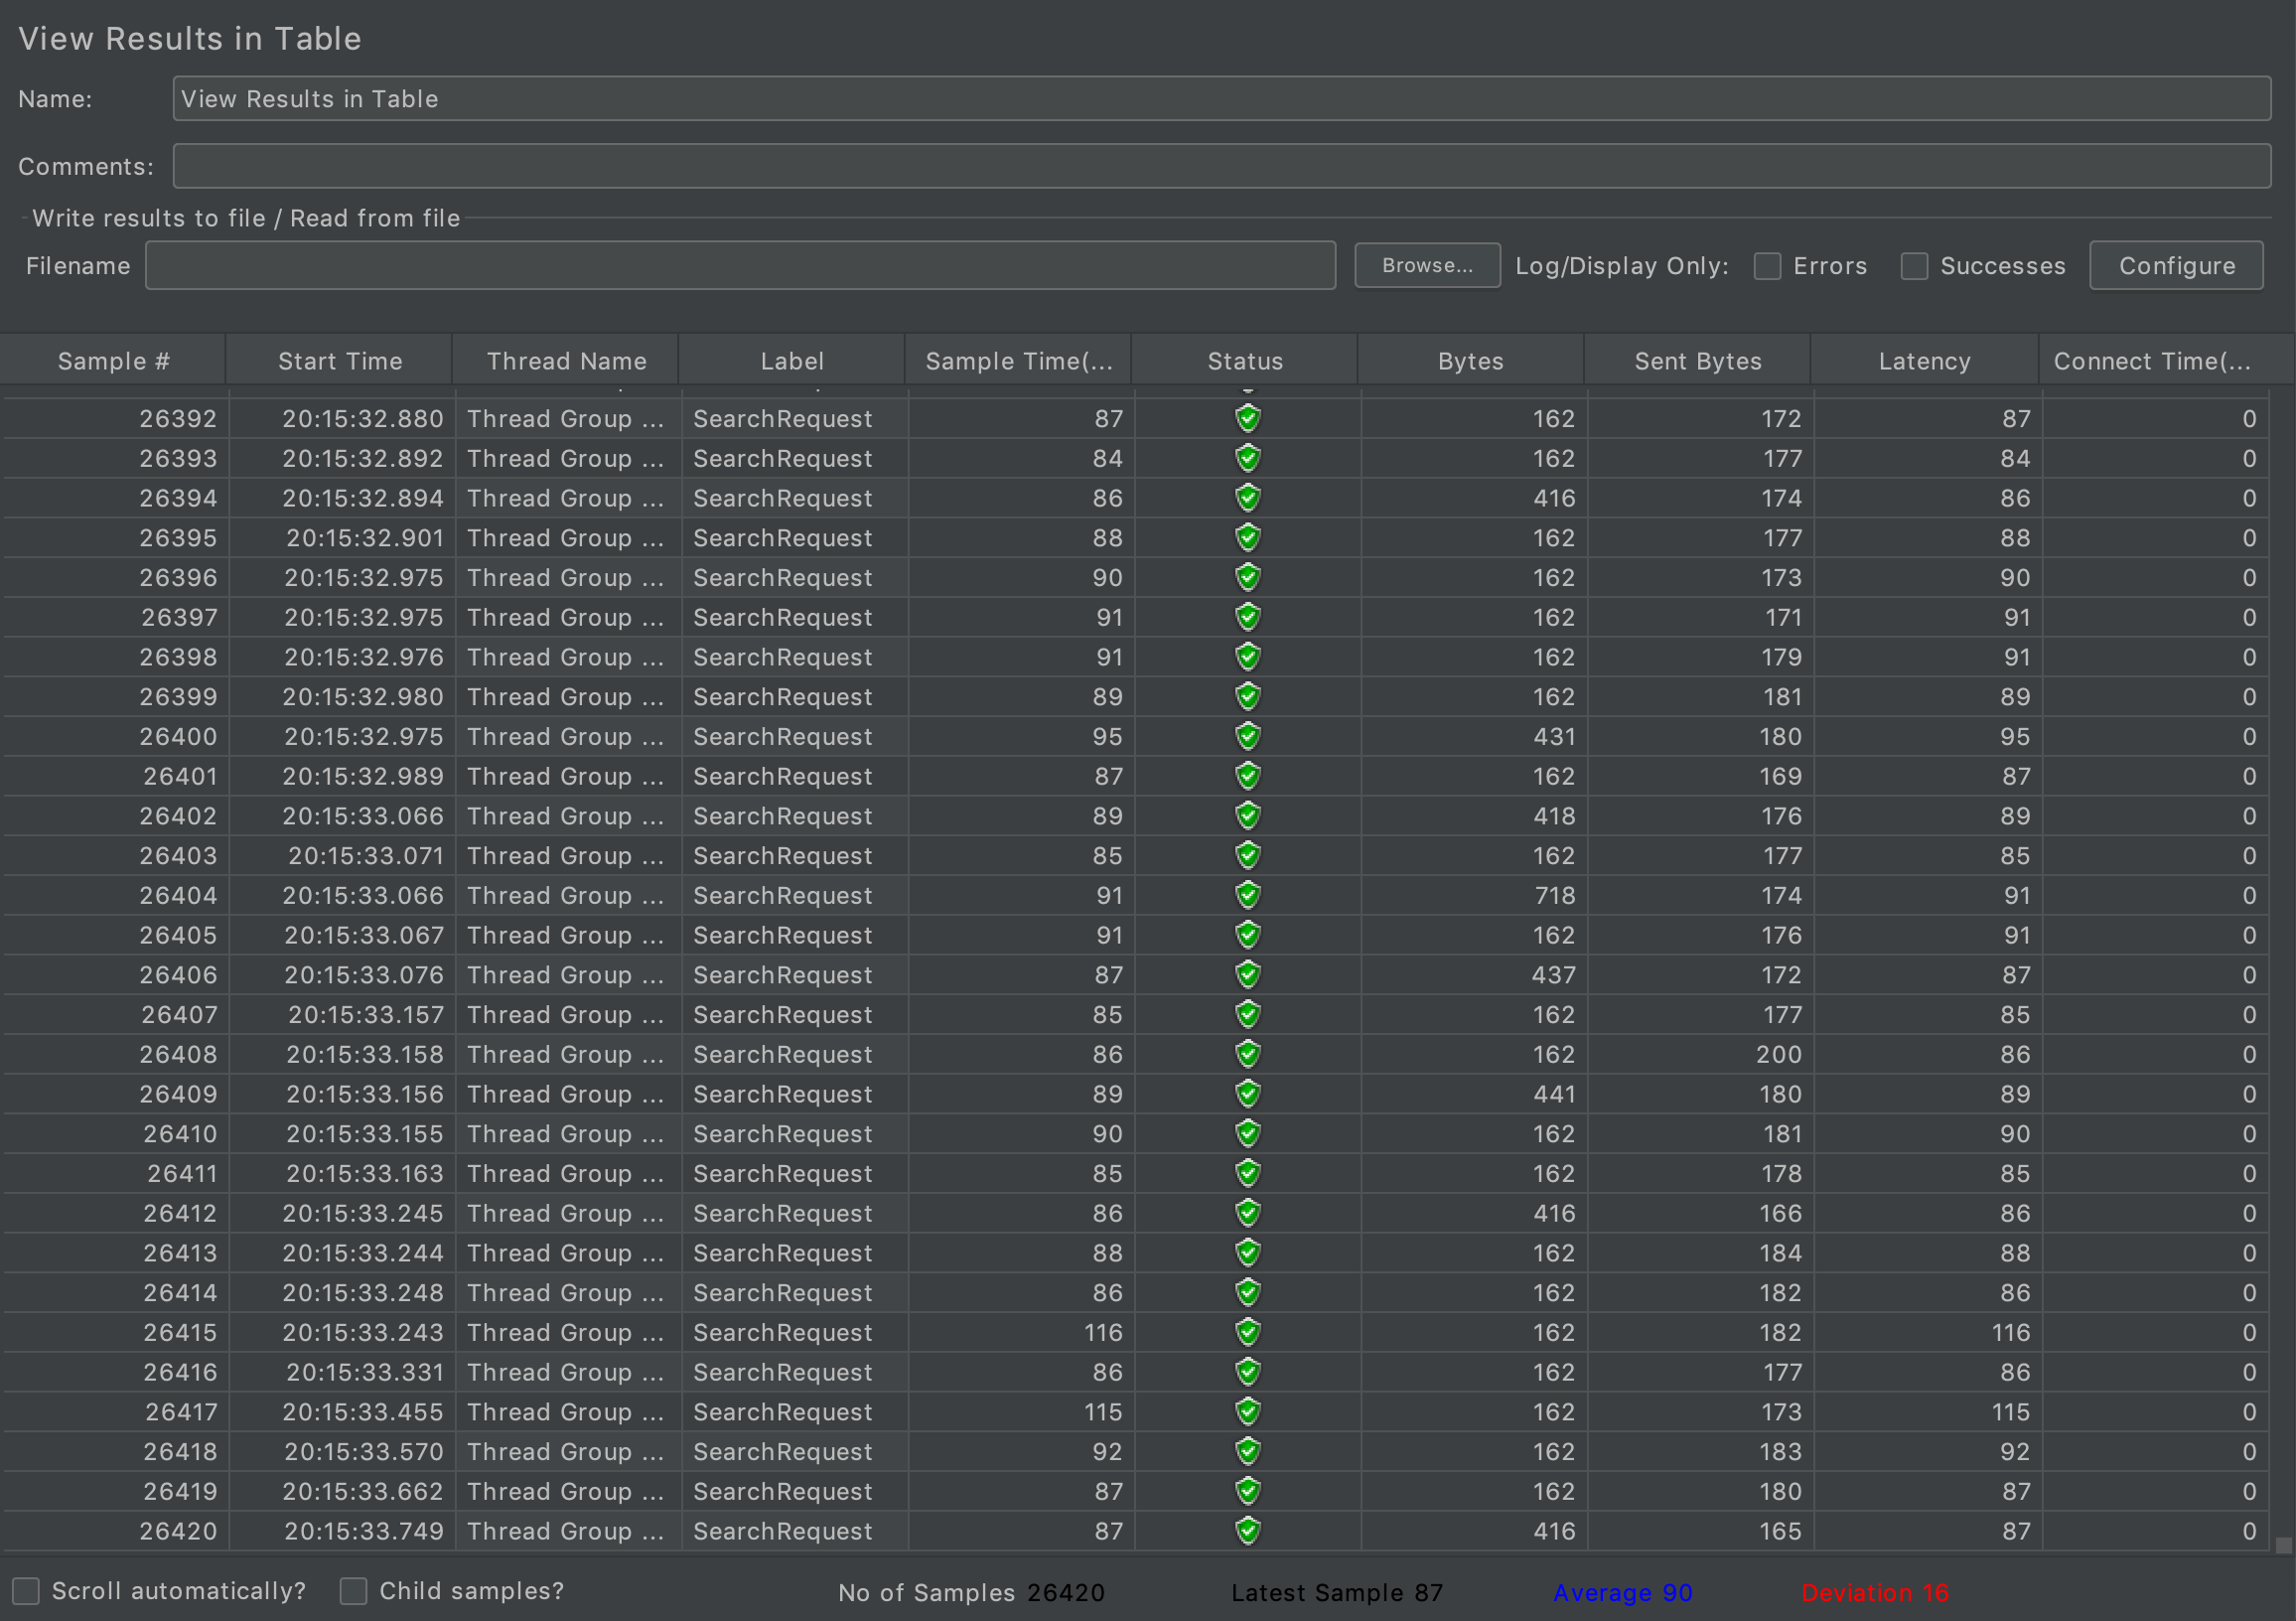 View Results in Table
Name: View Results in Table
Comments:
Write results to file / Read from file
Filename Browse... Log/Display Only: Errors Successes Configure
Sample # Start Time Thread Name Label Sample Time(... Status Bytes Sent Bytes Latency Connect Time(...
26392 20:15:32.880 Thread Group ... SearchRequest 87 162 172 87 0
26393 20:15:32.892 Thread Group ... SearchRequest 84 162 177 84 0
26394 20:15:32.894 Thread Group ... SearchRequest 86 416 174 86 0
26395 20:15:32.901 Thread Group ... SearchRequest 88 162 177 88 0
26396 20:15:32.975 Thread Group ... SearchRequest 90 162 173 90 0
26397 20:15:32.975 Thread Group ... SearchRequest 91 162 171 91 0
26398 20:15:32.976 Thread Group ... SearchRequest 91 162 179 91 0
26399 20:15:32.980 Thread Group ... SearchRequest 89 162 181 89 0
26400 20:15:32.975 Thread Group ... SearchRequest 95 431 180 95 0
26401 20:15:32.989 Thread Group ... SearchRequest 87 162 169 87 0
26402 20:15:33.066 Thread Group ... SearchRequest 89 418 176 89 0
26403 20:15:33.071 Thread Group ... SearchRequest 85 162 177 85 0
26404 20:15:33.066 Thread Group ... SearchRequest 91 718 174 91 0
26405 20:15:33.067 Thread Group ... SearchRequest 91 162 176 91 0
26406 20:15:33.076 Thread Group ... SearchRequest 87 437 172 87 0
26407 20:15:33.157 Thread Group ... SearchRequest 85 162 177 85 0
26408 20:15:33.158 Thread Group ... SearchRequest 86 162 200 86 0
26409 20:15:33.156 Thread Group ... SearchRequest 89 441 180 89 0
26410 20:15:33.155 Thread Group ... SearchRequest 90 162 181 90 0
26411 20:15:33.163 Thread Group ... SearchRequest 85 162 178 85 0
26412 20:15:33.245 Thread Group ... SearchRequest 86 416 166 86 0
26413 20:15:33.244 Thread Group ... SearchRequest 88 162 184 88 0
26414 20:15:33.248 Thread Group ... SearchRequest 86 162 182 86 0
26415 20:15:33.243 Thread Group ... SearchRequest 116 162 182 116 0
26416 20:15:33.331 Thread Group ... SearchRequest 86 162 177 86 0
26417 20:15:33.455 Thread Group ... SearchRequest 115 162 173 115 0
26418 20:15:33.570 Thread Group ... SearchRequest 92 162 183 92 0
26419 20:15:33.662 Thread Group ... SearchRequest 87 162 180 87 0
26420 20:15:33.749 Thread Group ... SearchRequest 87 416 165 87 0
Scroll automatically? Child samples? No of Samples 26420 Latest Sample 87 Average 90 Deviation 16